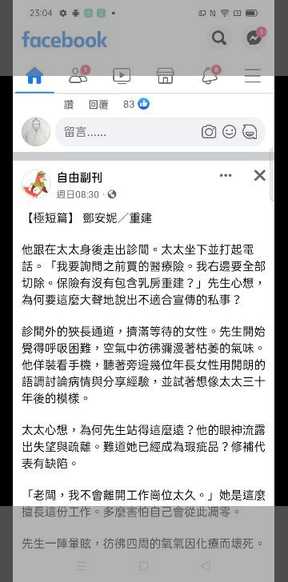 23:04
facebook
讚 回覆 83
留言......
自由副刊
週日08:30
【極短篇】 鄧安妮／重建
他跟在太太身後走出診間。太太坐下並打起電
話。「我要詢問之前買的醫療險。我右邊要全部
切除。保險有沒有包含乳房重建？」先生心想，
為何要這麼大聲地說出不適合宣傳的私事？
診間外的狹長通道，擠滿等待的女性。先生開始
覺得呼吸困難，空氣中彷彿瀰漫著枯萎的氣味。
他佯裝看手機，聽著旁邊幾位年長女性用開朗的
語調討論病情與分享經驗，並試著想像太太三十
年後的模樣。
太太心想，為何先生站得這麼遠？他的眼神流露
出失望與疏離。難道她已經成為瑕疵品？修補代
表有缺陷。
「老闆，我不會離開工作崗位太久。」她是這麼
擅長這份工作。多麼害怕自己會從此凋零。
先生一陣暈眩，彷彿四周的氧氣因化療而壞死。